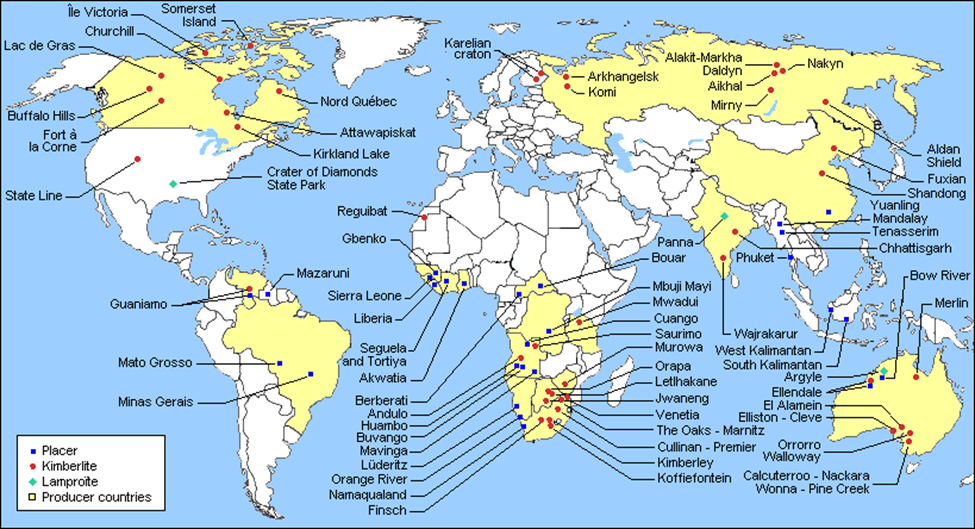 Île Victoria
Somerset
Island
Churchill
Lac de Gras
Buffalo Hills
Fort à
la Corne
State Line
Nord Québec
Attawapiskat
Kirkland Lake
Crater of Diamonds
State Park
Karelian
craton
Arkhangelsk
Komi
Alakit-Markha
Daldyn
Aikhal
Mirny
Nakyn
Aldan
Shield
Fuxian
Shandong
Yuanling
Mandalay
Tenasserim
Chhattisgarh
Panna
Phuket
Wajrakarur
West Kalimantan
South Kalimantan
Bow River
Merlin
Argyle
Ellendale
El Alamein
Elliston - Cleve
Orrorro
Walloway
Calcuterroo - Nackara
Wonna - Pine Creek
Reguibat
Gbenko
Sierra Leone
Liberia
Seguela
and Tortiya
Akwatia
Berberati
Andulo
Huambo
Buvango
Mavinga
Lüderitz
Orange River
Namaqualand
Finsch
Bouar
Mbuji Mayi
Mwadui
Cuango
Saurimo
Murowa
Orapa
Letlhakane
Jwaneng
Venetia
The Oaks - Marnitz
Cullinan - Premier
Kimberley
Koffiefontein
Mazaruni
Guaniamo
Mato Grosso
Minas Gerais
Placer
Kimberlite
Lamproïte
Producer countries